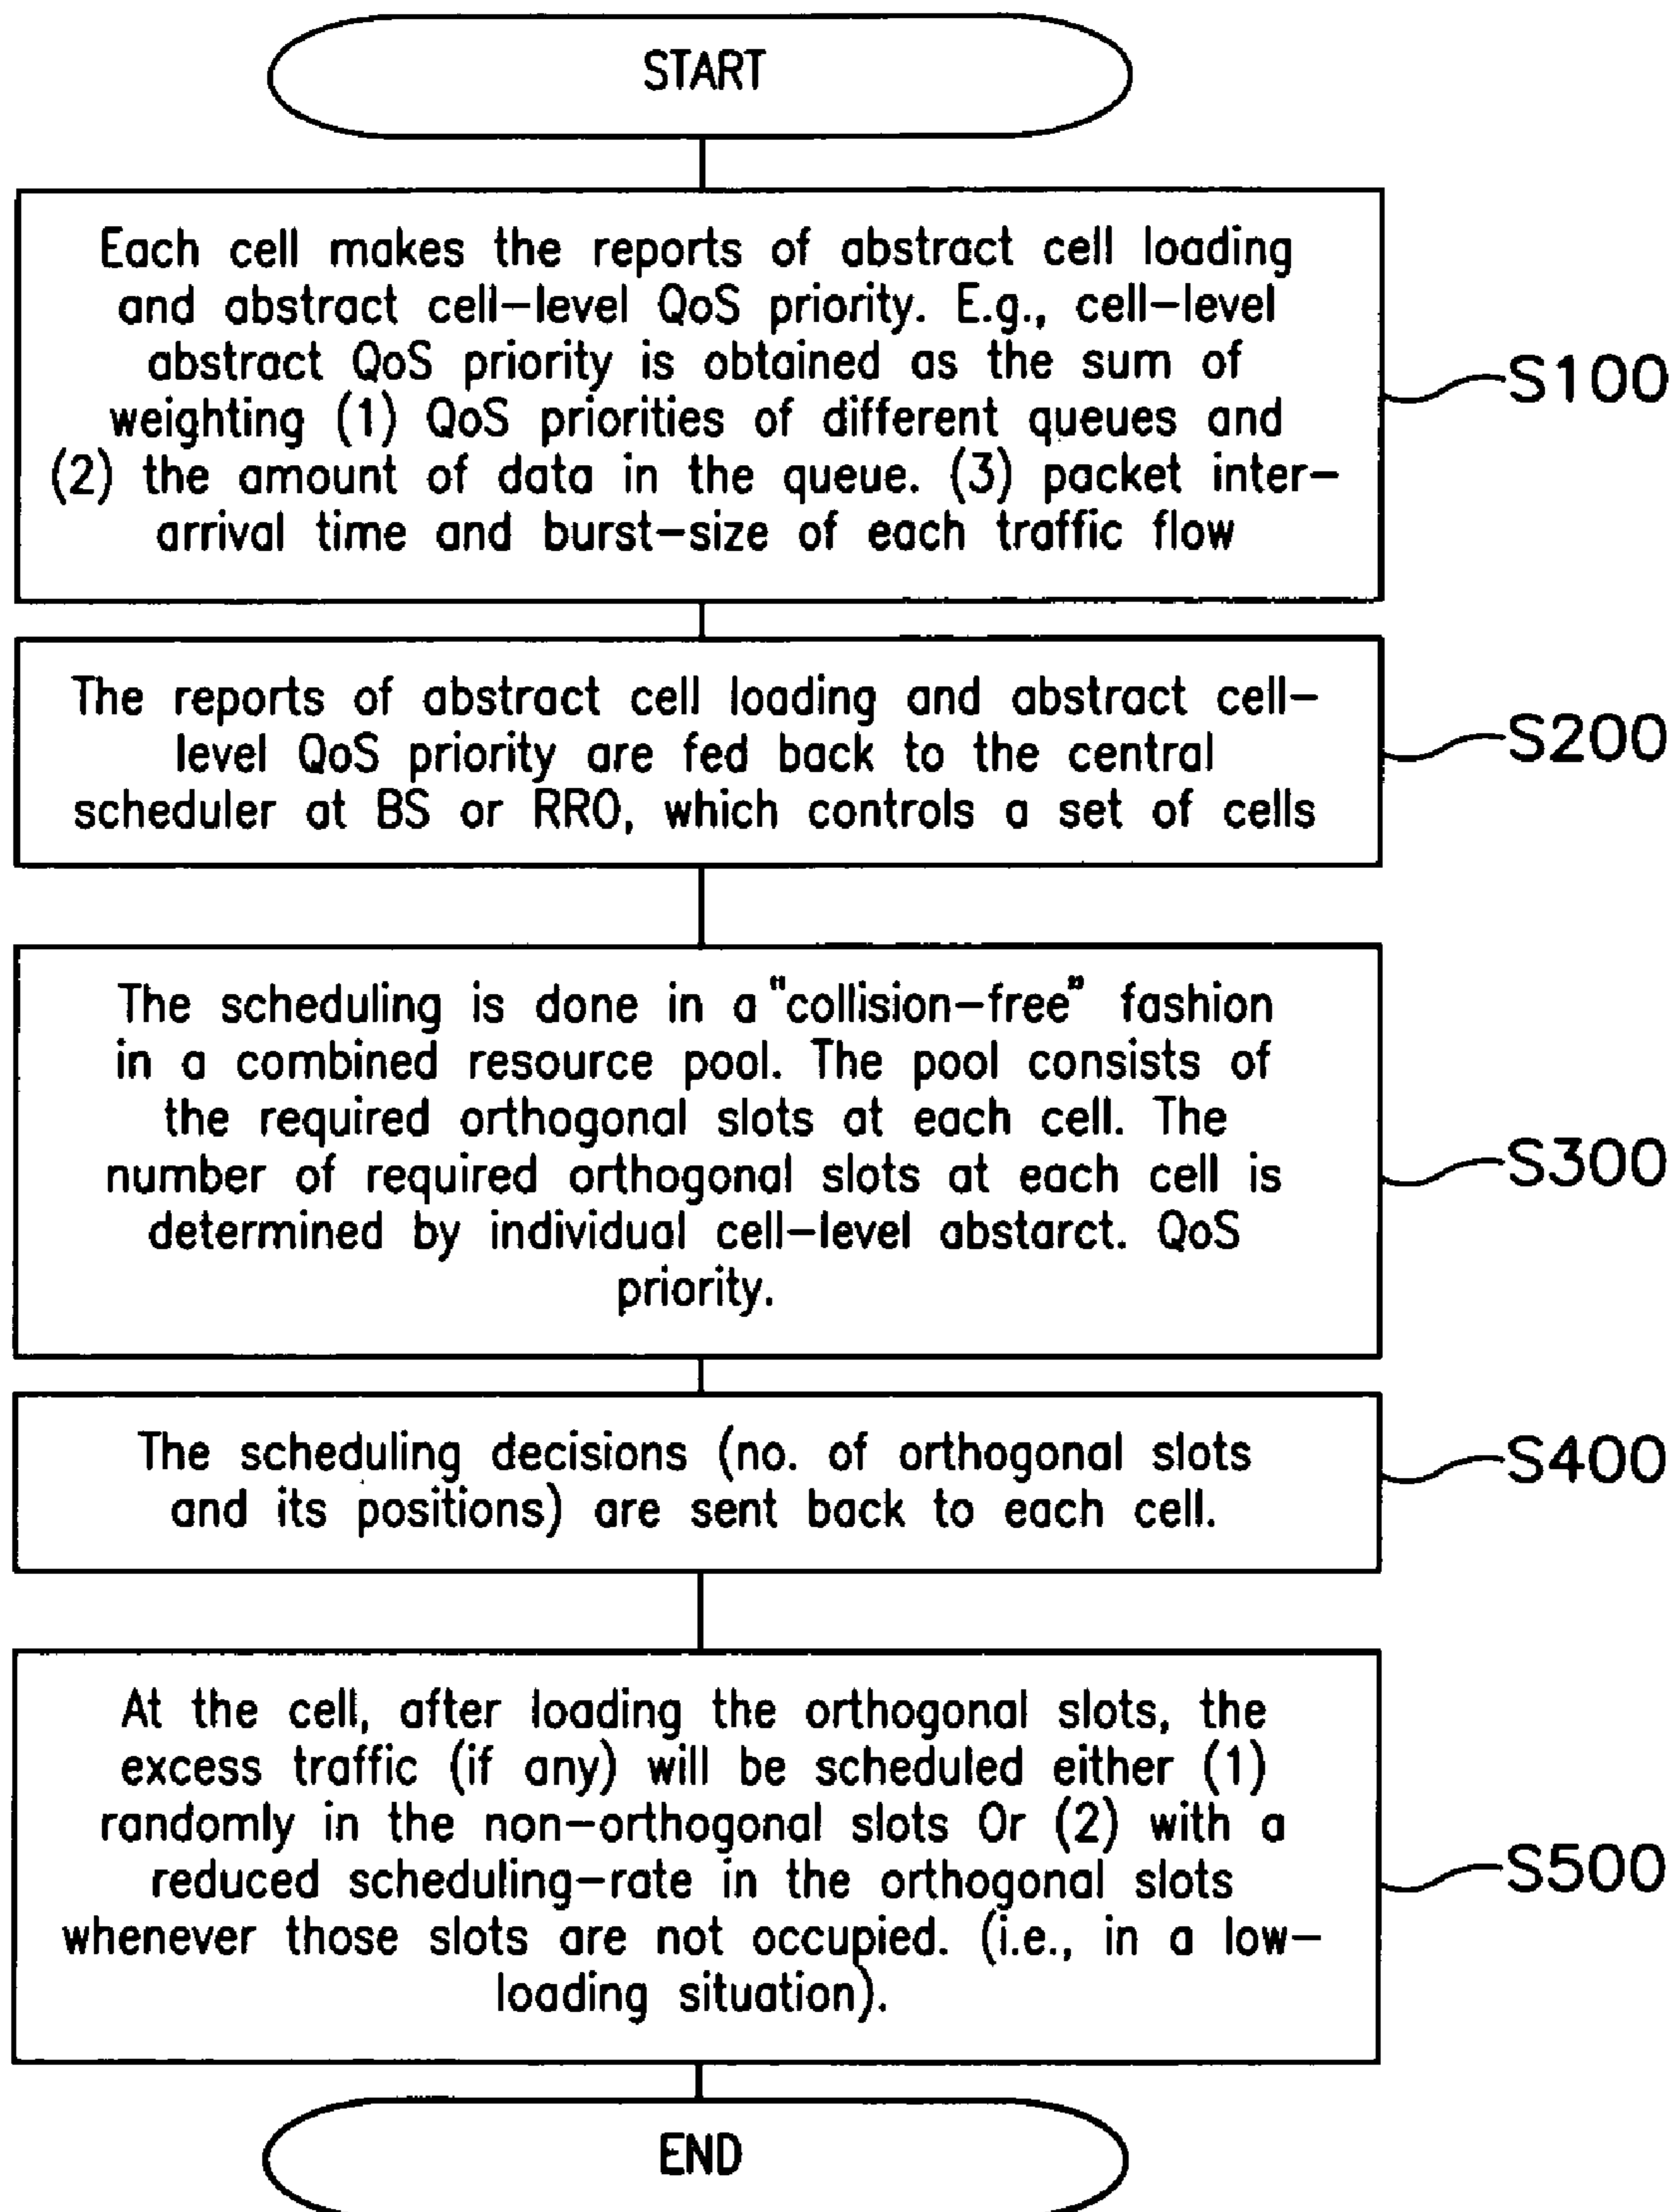 START
Each cell makes the reports of abstract cell loading
and abstract cell-level QoS priority. E.g., cell-level
abstract QoS priority is obtained as the sum of
weighting (1) QoS priorities of different queues and
(2) the amount of data in the queue. (3) packet inter-
arrival time and burst-size of each traffic flow
S100
The reports of abstract cell loading and abstract cell-
level QoS priority are fed back to the central
scheduler at BS or RRO, which controls a set of cells
S200
The scheduling is done in a "collision-free" fashion
in a combined resource pool. The pool consists of
the required orthogonal slots at each cell. The
number of required orthogonal slots at each cell is
determined by individual cell-level abstarct. QoS
priority.
S300
The scheduling decisions (no. of orthogonal slots
and its positions) are sent back to each cell.
S400
At the cell, after loading the orthogonal slots, the
excess traffic (if any) will be scheduled either (1)
randomly in the non-orthogonal slots Or (2) with a
reduced scheduling-rate in the orthogonal slots
whenever those slots are not occupied. (i.e., in a low-
loading situation).
S500
END